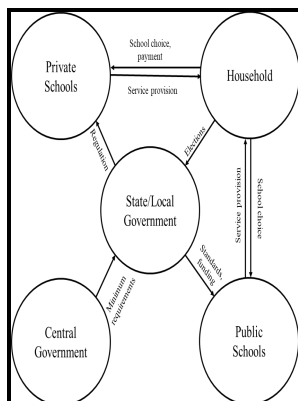 School choice,
payment
Private
Schools
Household
Service provision
Regulation
Elections
State/Local
Government
Service provision
School choice
Standards,
funding
Minimum
requirements
Central
Government
Public
Schools